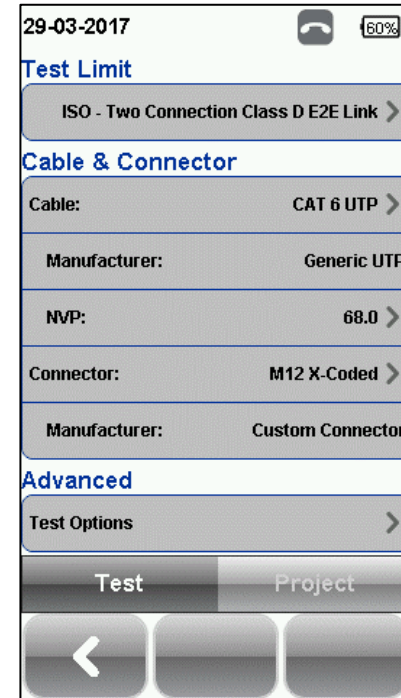 29-03-2017 60%
Test Limit
ISO - Two Connection Class D E2E Link
Cable & Connector
Cable: CAT 6 UTP
Manufacturer: Generic UTP
NVP: 68.0
Connector: M12 X-Coded
Manufacturer: Custom Connector
Advanced
Test Options
Test Project